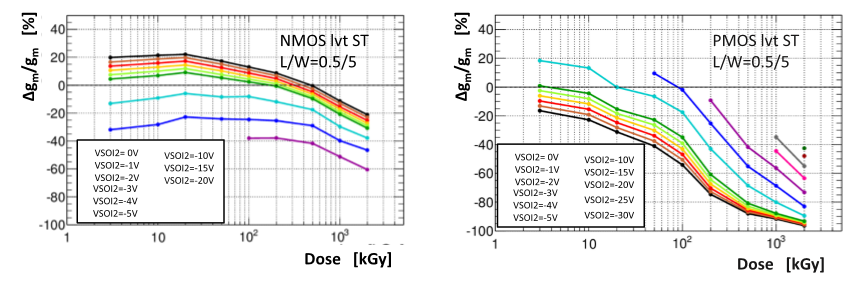 Δgm/gm [%]
40
20
0
-20
-40
-60
-80
-100
NMOS lvt ST
L/W=0.5/5
VSOI2= 0V
VSOI2=-1V
VSOI2=-2V
VSOI2=-3V
VSOI2=-4V
VSOI2=-5V
VSOI2=-10V
VSOI2=-15V
VSOI2=-20V
1 10 10² 10³
Dose [kGy]
Δgm/gm [%]
40
20
0
-20
-40
-60
-80
-100
PMOS lvt ST
L/W=0.5/5
VSOI2= 0V
VSOI2=-1V
VSOI2=-2V
VSOI2=-3V
VSOI2=-4V
VSOI2=-5V
VSOI2=-10V
VSOI2=-15V
VSOI2=-20V
VSOI2=-25V
VSOI2=-30V
1 10 10² 10³
Dose [kGy]